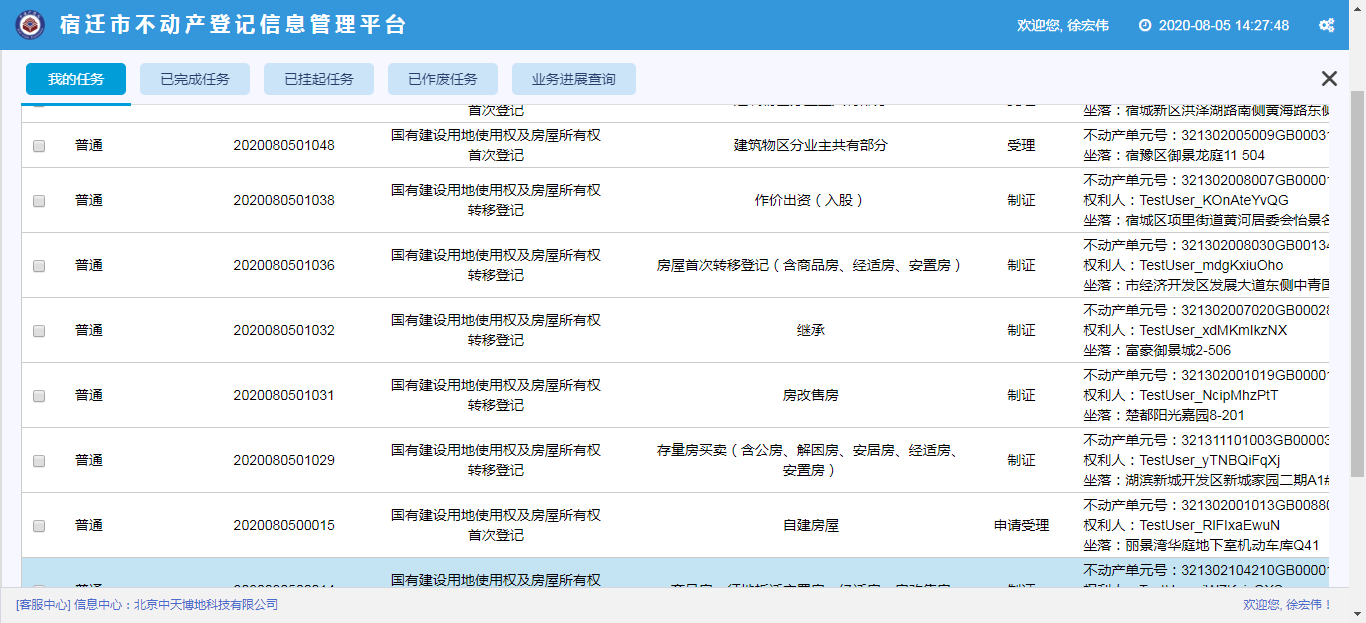 宿迁市不动产登记信息管理平台
欢迎您, 徐宏伟
2020-08-05 14:27:48
我的任务
已完成任务
已挂起任务
已作废任务
业务进展查询
首次登记
坐落：宿城新区洪泽湖路南侧黄海路东侧
普通
2020080501048
国有建设用地使用权及房屋所有权
首次登记
建筑物区分业主共有部分
受理
不动产单元号：321302005009GB0003
坐落：宿豫区御景龙庭11 504
普通
2020080501038
国有建设用地使用权及房屋所有权
转移登记
作价出资（入股）
制证
不动产单元号：321302008007GB0000
权利人：TestUser_KOnAteYvQG
坐落：宿城区项里街道黄河居委会怡景名
普通
2020080501036
国有建设用地使用权及房屋所有权
转移登记
房屋首次转移登记（含商品房、经适房、安置房）
制证
不动产单元号：321302008030GB00134
权利人：TestUser_mdgKxiuOho
坐落：市经济开发区发展大道东侧中青国
普通
2020080501032
国有建设用地使用权及房屋所有权
转移登记
继承
制证
不动产单元号：321302007020GB00028
权利人：TestUser_xdMKmIkzNX
坐落：富豪御景城2-506
普通
2020080501031
国有建设用地使用权及房屋所有权
转移登记
房改售房
制证
不动产单元号：321302001019GB0000
权利人：TestUser_NcipMhzPtT
坐落：楚都阳光嘉园8-201
普通
2020080501029
国有建设用地使用权及房屋所有权
转移登记
存量房买卖（含公房、解困房、安居房、经适房、
安置房）
制证
不动产单元号：321311101003GB00003
权利人：TestUser_yTNBQiFqXj
坐落：湖滨新城开发区新城家园二期A1#
普通
2020080500015
国有建设用地使用权及房屋所有权
首次登记
自建房屋
申请受理
不动产单元号：321302001013GB00880
权利人：TestUser_RIFIxaEwuN
坐落：丽景湾华庭地下室机动车库Q41
国有建设用地使用权及房屋所有权
不动产单元号：321302104210GB0000
[客服中心] 信息中心：北京中天博地科技有限公司
欢迎您, 徐宏伟！